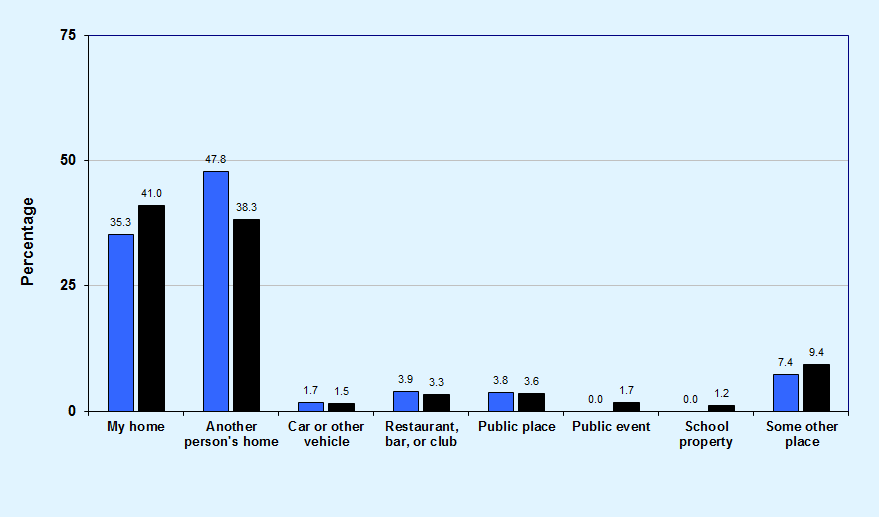 75
50
25
0
Percentage
35.3
41.0
47.8
38.3
1.7
1.5
3.9
3.3
3.8
3.6
0.0
1.7
0.0
1.2
7.4
9.4
My home
Another
person's home
Car or other
vehicle
Restaurant,
bar, or club
Public place
Public event
School
property
Some other
place